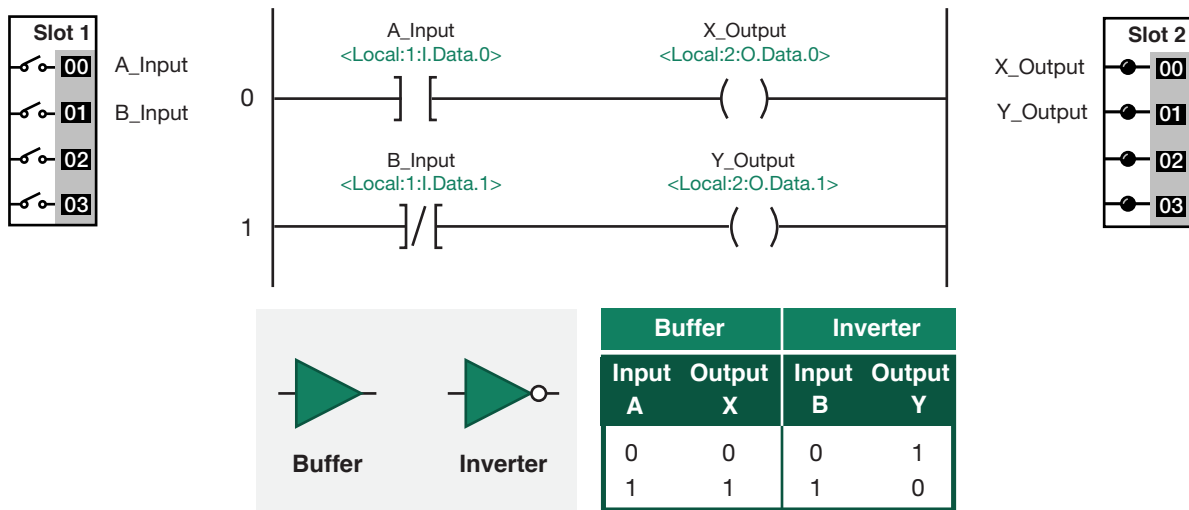 Slot 1
00 A_Input
01 B_Input
02
03
A_Input
<Local:1:I.Data.0>
X_Output
<Local:2:O.Data.0>
0
B_Input
<Local:1:I.Data.1>
Y_Output
<Local:2:O.Data.1>
1
Slot 2
X_Output 00
Y_Output 01
02
03
Buffer
Inverter
Buffer Inverter
Input Output Input Output
A X B Y
0 0 0 1
1 1 1 0